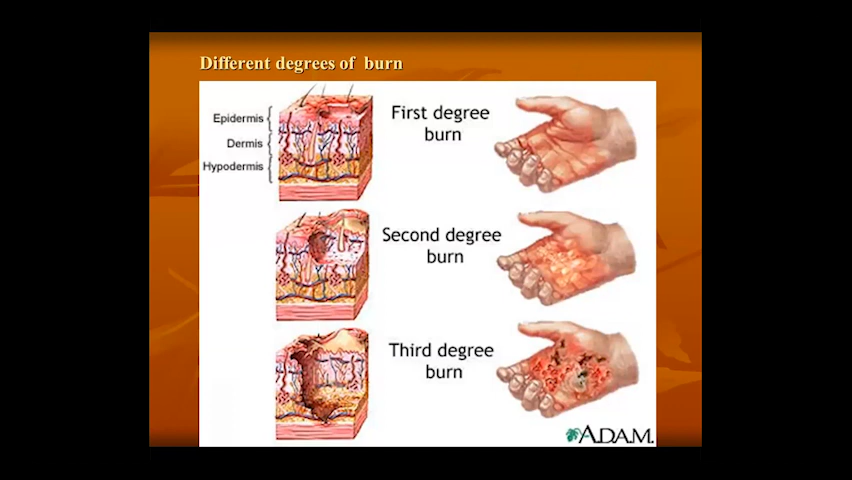 Different degrees of burn
Epidermis
Dermis
Hypodermis
First degree
burn
Second degree
burn
Third degree
burn
A.D.A.M.